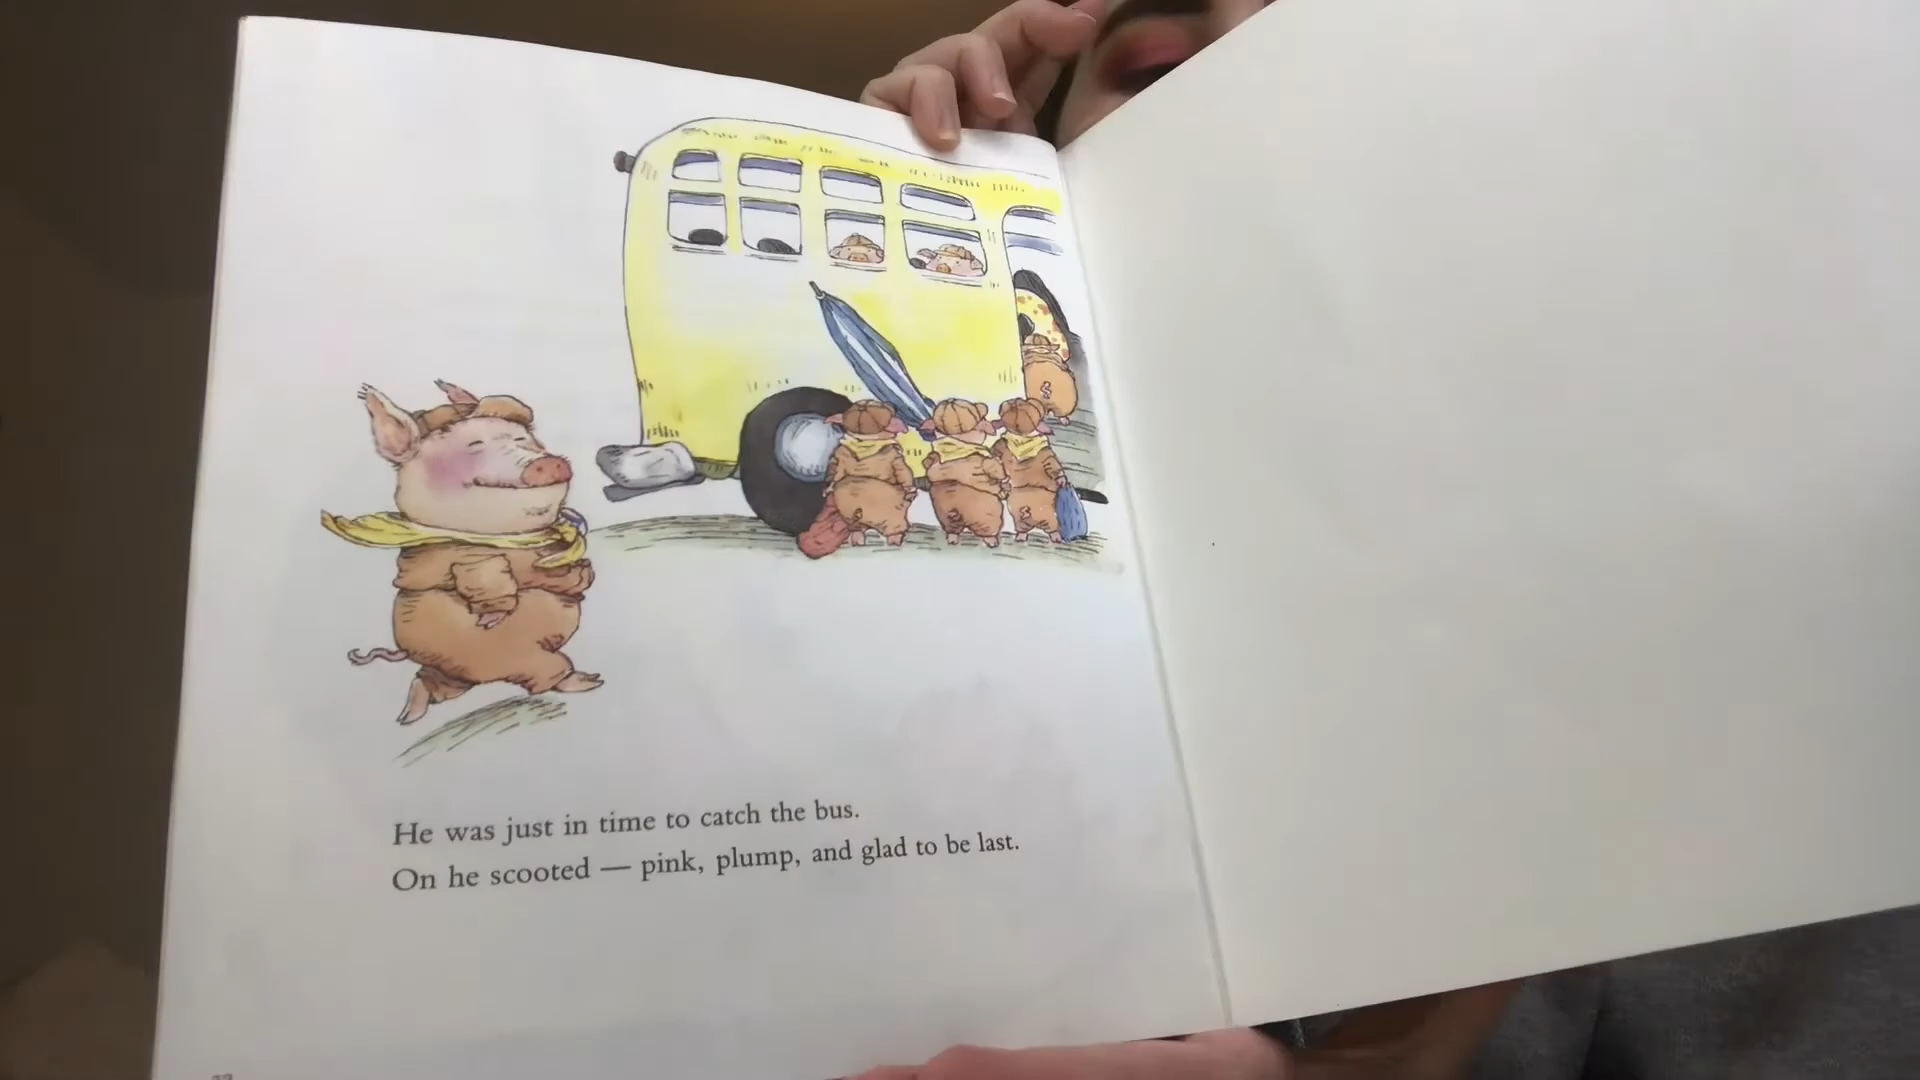 He was just in time to catch the bus.
On he scooted — pink, plump, and glad to be last.